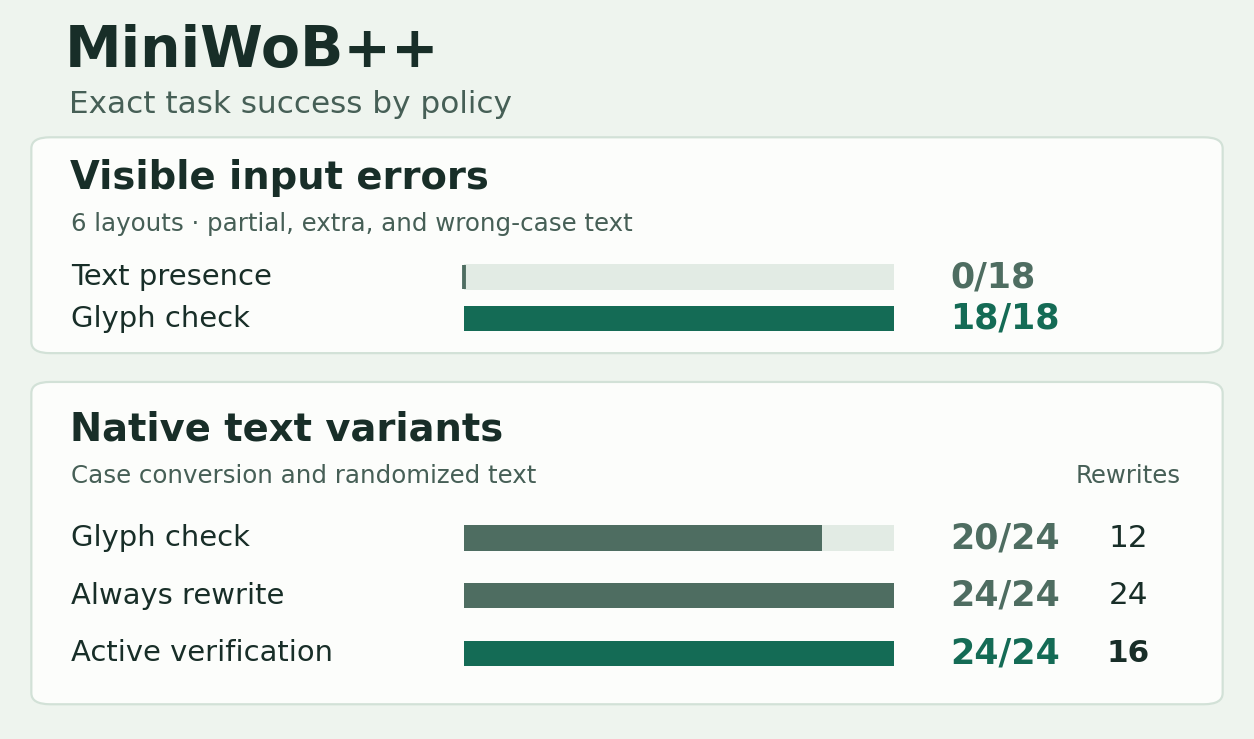 MiniWoB++
Exact task success by policy
Visible input errors
6 layouts · partial, extra, and wrong-case text
Text presence 0/18
Glyph check 18/18
Native text variants
Case conversion and randomized text Rewrites
Glyph check 20/24 12
Always rewrite 24/24 24
Active verification 24/24 16